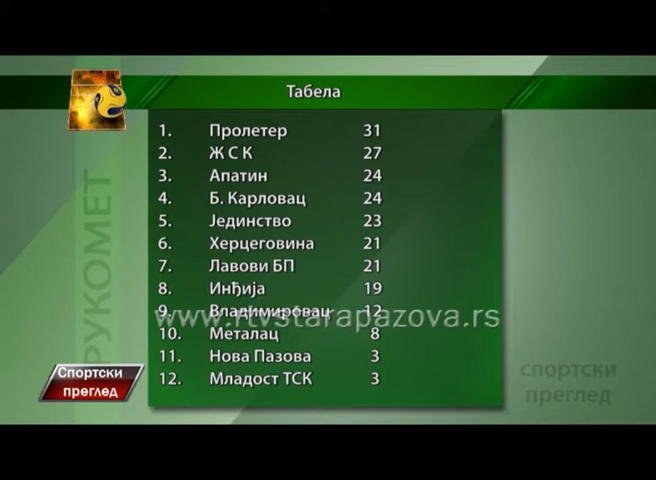 Табела
1. Пролетер 31
2. Ж С К 27
3. Апатин 24
4. Б. Карловац 24
5. Јединство 23
6. Херцеговина 21
7. Лавови БП 21
8. Инђија 19
9. Владимировац 12
www.rtvstarapazova.rs
10. Металац 8
11. Нова Пазова 3
12. Младост ТСК 3
РУКОМЕТ
Спортски
преглед
спортски
преглед